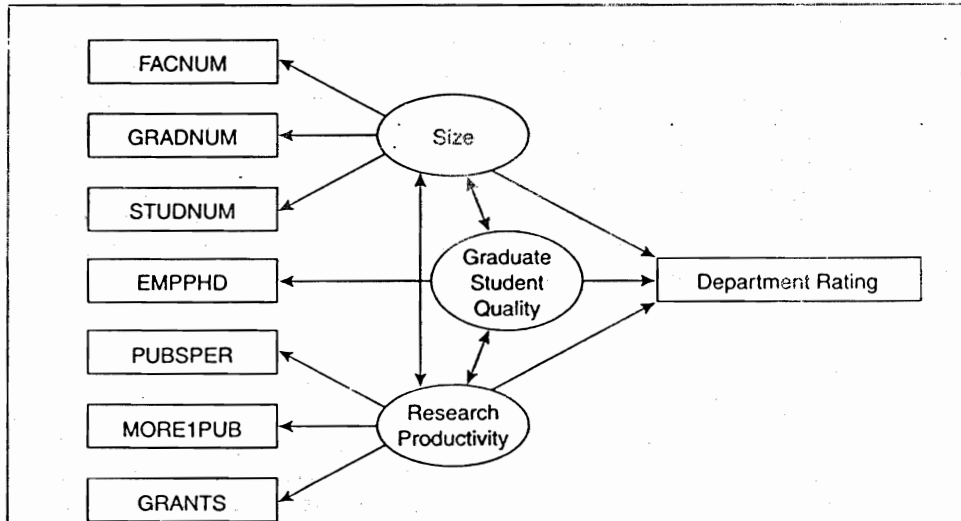 FACNUM
GRADNUM
STUDNUM
EMPPHD
PUBSPER
MORE1PUB
GRANTS
Size
Graduate
Student
Quality
Research
Productivity
Department Rating